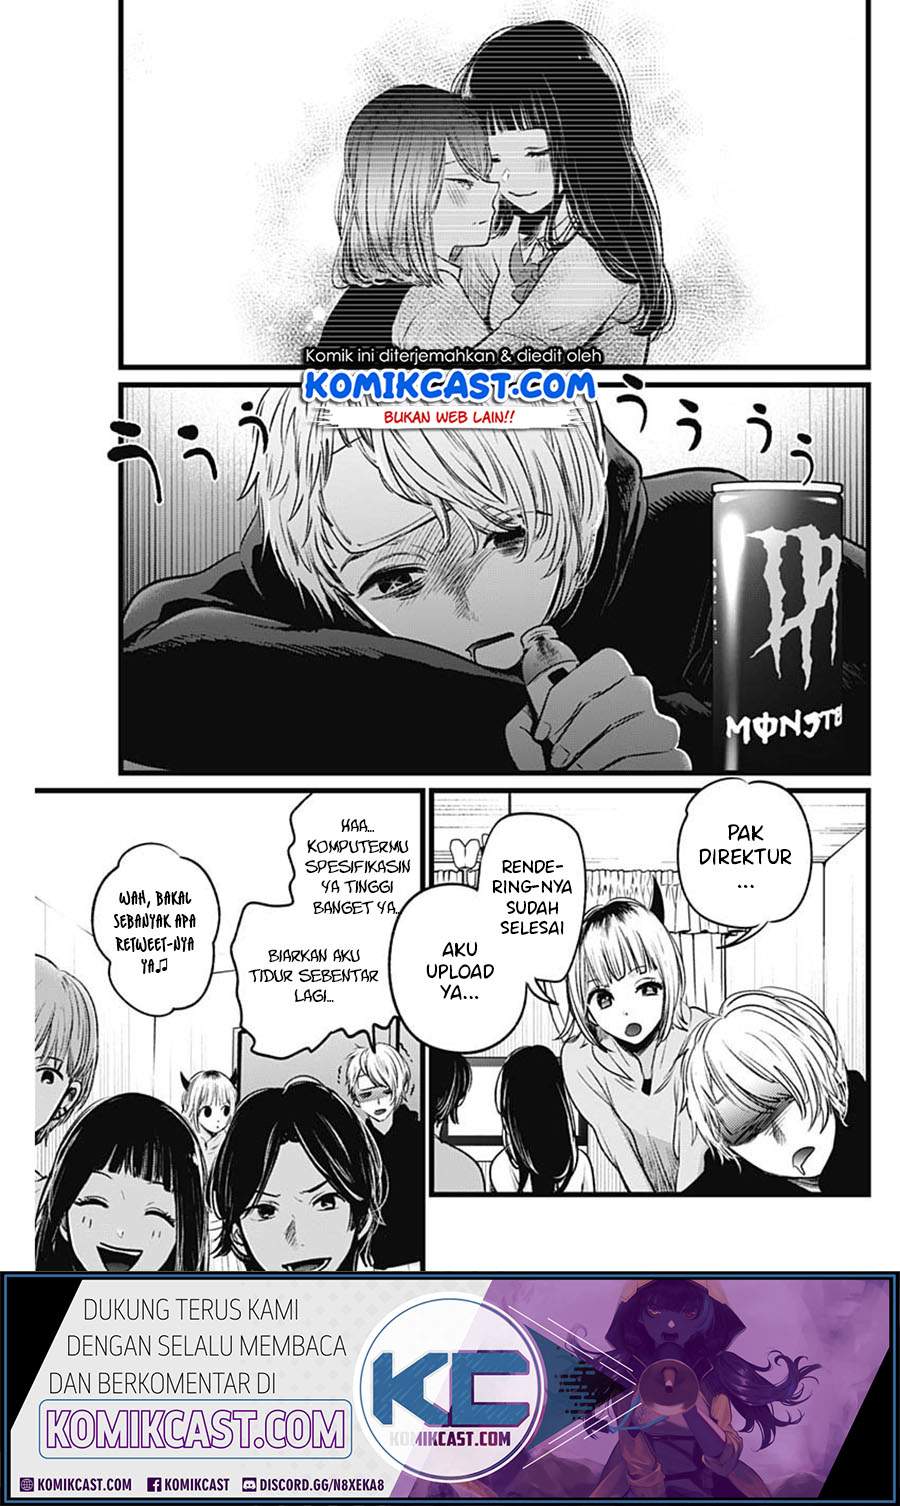 Komik ini diterjemahkan & diedit oleh
KOMIKCAST.COM
BUKAN WEB LAIN!!
うううう
うううう
MONSTE
PAK
DIREKTUR
...
RENDE-
RING-NYA
SUDAH
SELESAI
AKU
UPLOAD
YA...
HAA...
KOMPUTERMU
SPESIFIKASIN
YA TINGGI
BANGET YA..
BIARKAN AKU
TIDUR SEBENTAR
LAGI...
WAH, BAKAL
SEBANYAK APA
RETWEET-NYA
YA♫
DUKUNG TERUS KAMI
DENGAN SELALU MEMBACA
DAN BERKOMENTAR DI
KOMIKCAST.COM
KC
KOMIKCAST.COM
KOMIKCAST.COM
KOMIKCAST
DISCORD.GG/N8XEKA8